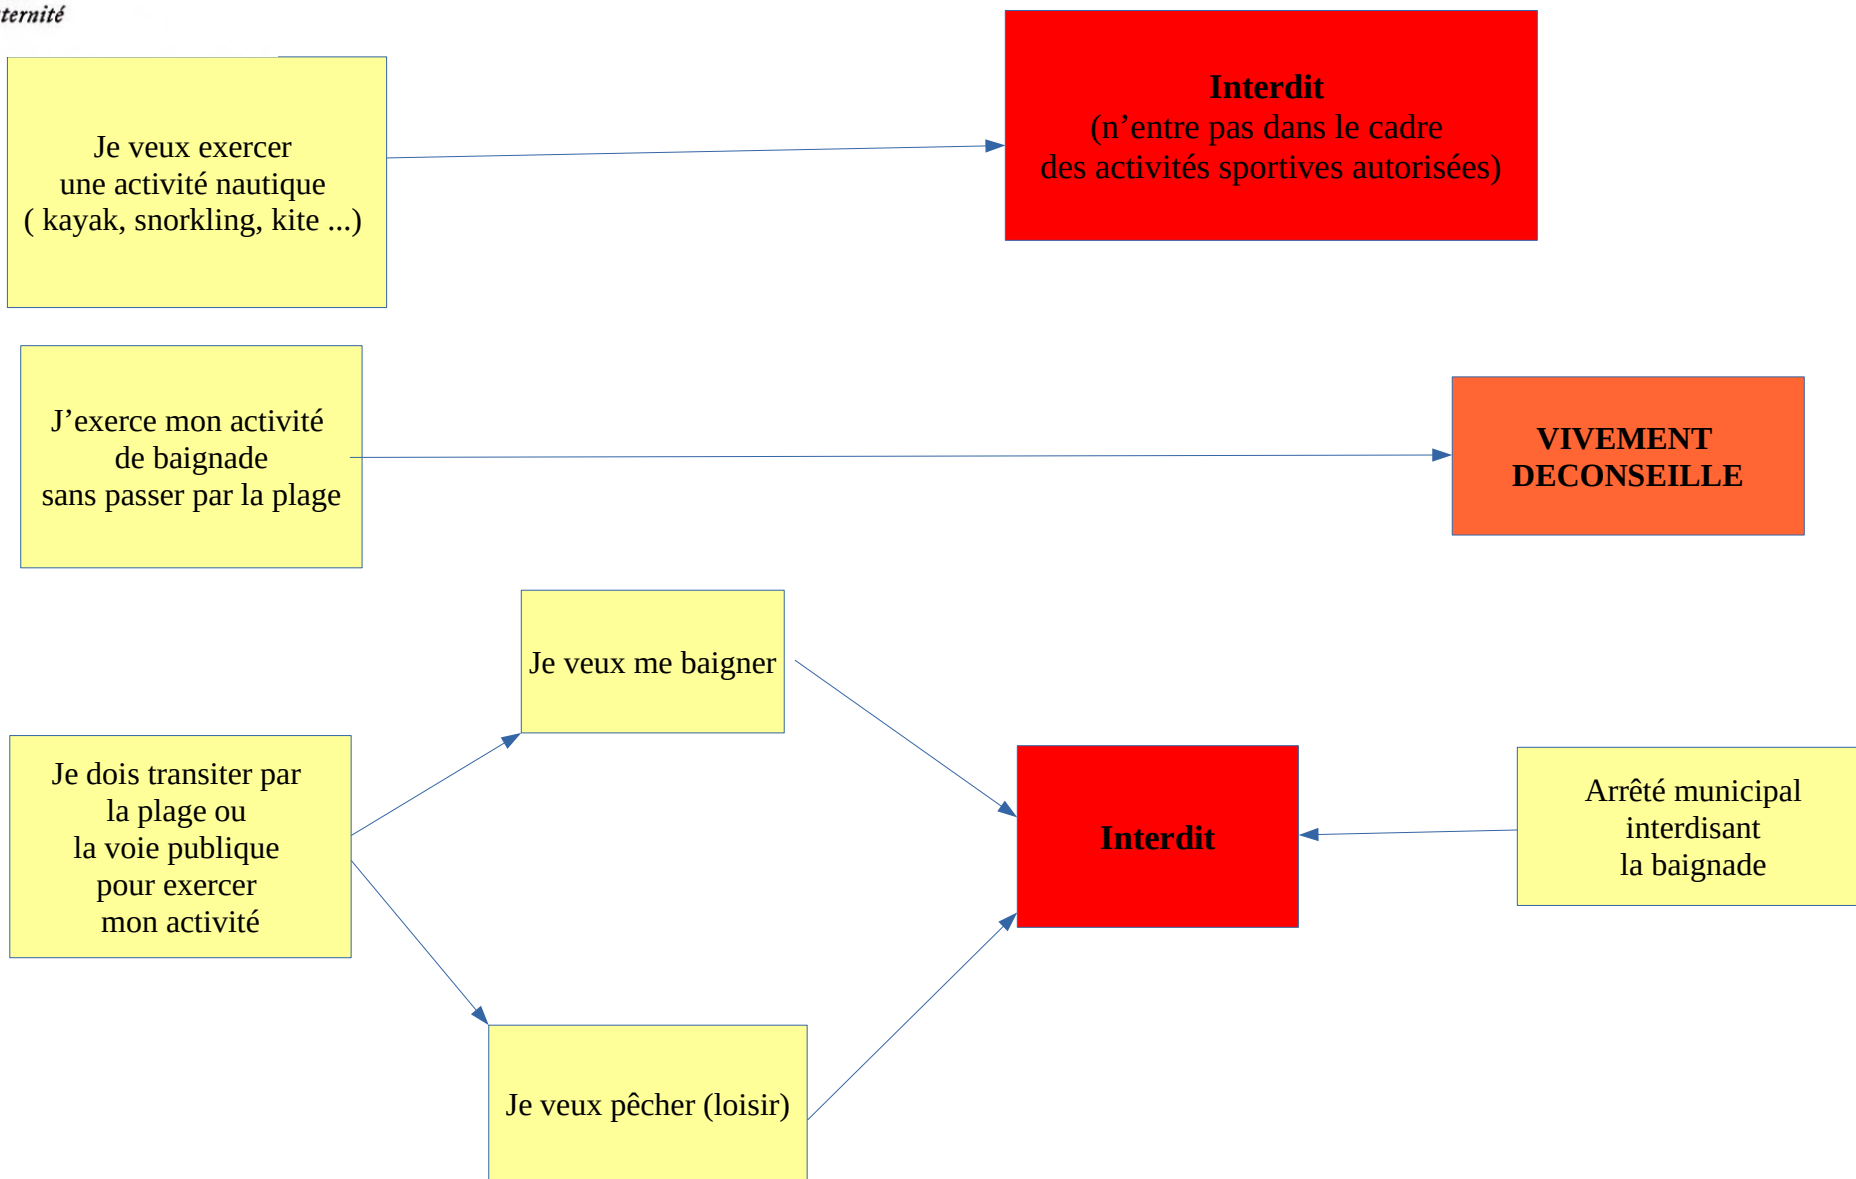 ternité
Je veux exercer
une activité nautique
( kayak, snorkling, kite ...)
Interdit
(n’entre pas dans le cadre
des activités sportives autorisées)
J’exerce mon activité
de baignade
sans passer par la plage
VIVEMENT
DECONSEILLE
Je veux me baigner
Je dois transiter par
la plage ou
la voie publique
pour exercer
mon activité
Interdit
Arrêté municipal
interdisant
la baignade
Je veux pêcher (loisir)